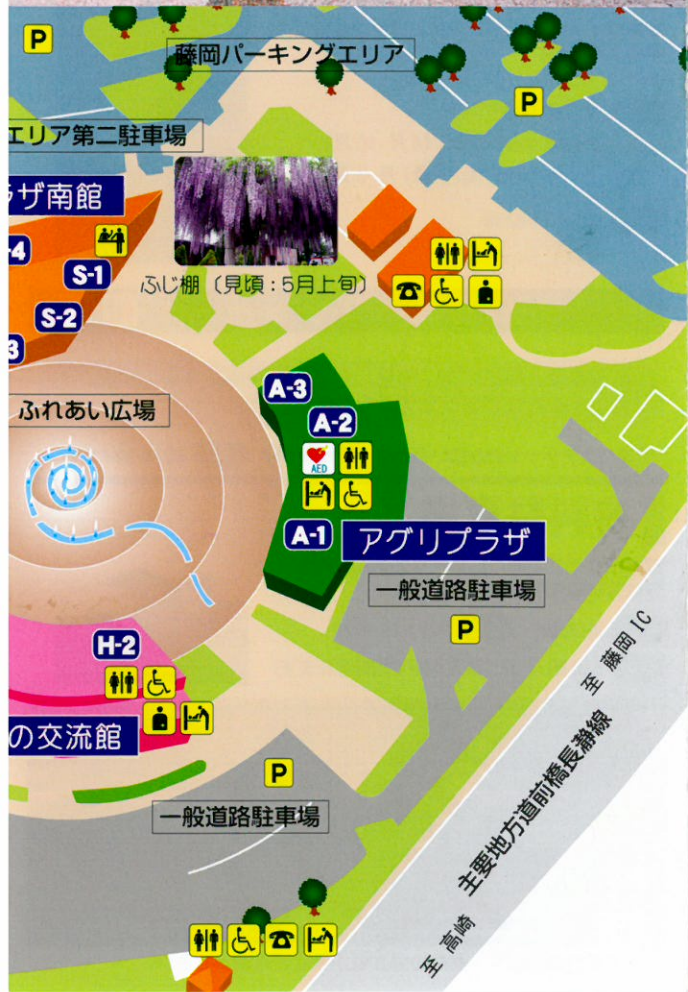 P
藤岡パーキングエリア
P
エリア第二駐車場
ザ南館
-4
S-1
S-2
3
ふじ棚(見頃:5月上旬)
ふれあい広場
A-3
A-2
AED
A-1
アグリプラザ
一般道路駐車場
P
至 藤岡 IC
H-2
の交流館
P
一般道路駐車場
主要地方道前橋長瀞線
至 高崎